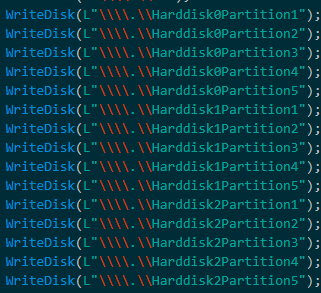 WriteDisk(L"\\\\.\\Harddisk0Partition1");
WriteDisk(L"\\\\.\\Harddisk0Partition2");
WriteDisk(L"\\\\.\\Harddisk0Partition3");
WriteDisk(L"\\\\.\\Harddisk0Partition4");
WriteDisk(L"\\\\.\\Harddisk0Partition5");
WriteDisk(L"\\\\.\\Harddisk1Partition1");
WriteDisk(L"\\\\.\\Harddisk1Partition2");
WriteDisk(L"\\\\.\\Harddisk1Partition3");
WriteDisk(L"\\\\.\\Harddisk1Partition4");
WriteDisk(L"\\\\.\\Harddisk1Partition5");
WriteDisk(L"\\\\.\\Harddisk2Partition1");
WriteDisk(L"\\\\.\\Harddisk2Partition2");
WriteDisk(L"\\\\.\\Harddisk2Partition3");
WriteDisk(L"\\\\.\\Harddisk2Partition4");
WriteDisk(L"\\\\.\\Harddisk2Partition5");